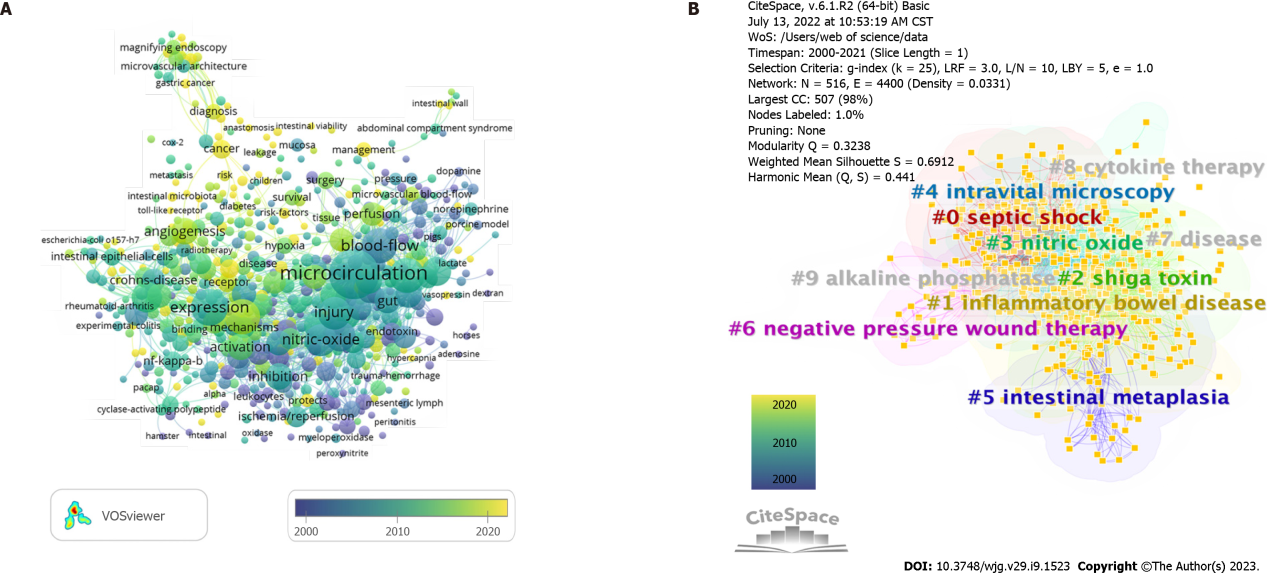 A
magnifying endoscopy
microvascular architecture
gastric cancer
diagnosis
intestinal wall
anastomosis intestinal viability
abdominal compartment syndrome
cox-2
cancer
leakage
mucosa
management
metastasis
risk
children
surgery
pressure
dopamine
intestinal microbiota
survival
microvascular blood-flow
toll-like receptor
diabetes
risk-factors
tissue
perfusion
norepinephrine
angiogenesis
porcine model
escherichia-coli o157-h7
radiotherapy
hypoxia
blood-flow
pigs
intestinal epithelial-cells
disease
microcirculation
lactate
crohns-disease
receptor
vasopressin
dextran
rheumatoid-arthritis
expression
injury
gut
experimental colitis
binding
mechanisms
nitric-oxide
endotoxin
horses
nf-kappa-b
activation
hypercapnia
adenosine
pacap
inhibition
trauma-hemorrhage
alpha
leukocytes
protects
mesenteric lymph
cyclase-activating polypeptide
ischemia/reperfusion
peritonitis
hamster
intestinal
oxidase
myeloperoxidase
peroxynitrite
VOSviewer
2000
2010
2020
B
CiteSpace, v.6.1.R2 (64-bit) Basic
July 13, 2022 at 10:53:19 AM CST
WoS: /Users/web of science/data
Timespan: 2000-2021 (Slice Length = 1)
Selection Criteria: g-index (k = 25), LRF = 3.0, L/N = 10, LBY = 5, e = 1.0
Network: N = 516, E = 4400 (Density = 0.0331)
Largest CC: 507 (98%)
Nodes Labeled: 1.0%
Pruning: None
Modularity Q = 0.3238
Weighted Mean Silhouette S = 0.6912
Harmonic Mean (Q, S) = 0.441
#8 cytokine therapy
#4 intravital microscopy
#0 septic shock
#3 nitric oxide
#7 disease
#9 alkaline phosphatase
#2 shiga toxin
#1 inflammatory bowel disease
#6 negative pressure wound therapy
#5 intestinal metaplasia
2020
2010
2000
CiteSpace
DOI: 10.3748/wjg.v29.i9.1523 Copyright ©The Author(s) 2023.